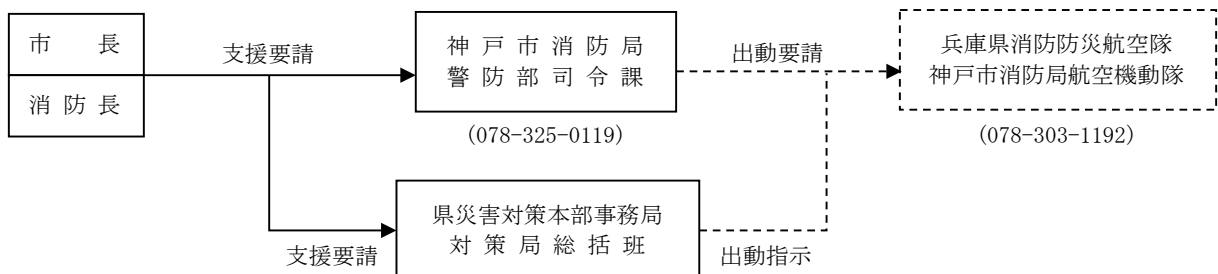 市長
消防長
支援要請
神戸市消防局
警防部司令課
(078-325-0119)
出動要請
兵庫県消防防災航空隊
神戸市消防局航空機動隊
(078-303-1192)
支援要請
県災害対策本部事務局
対策局総括班
出動指示